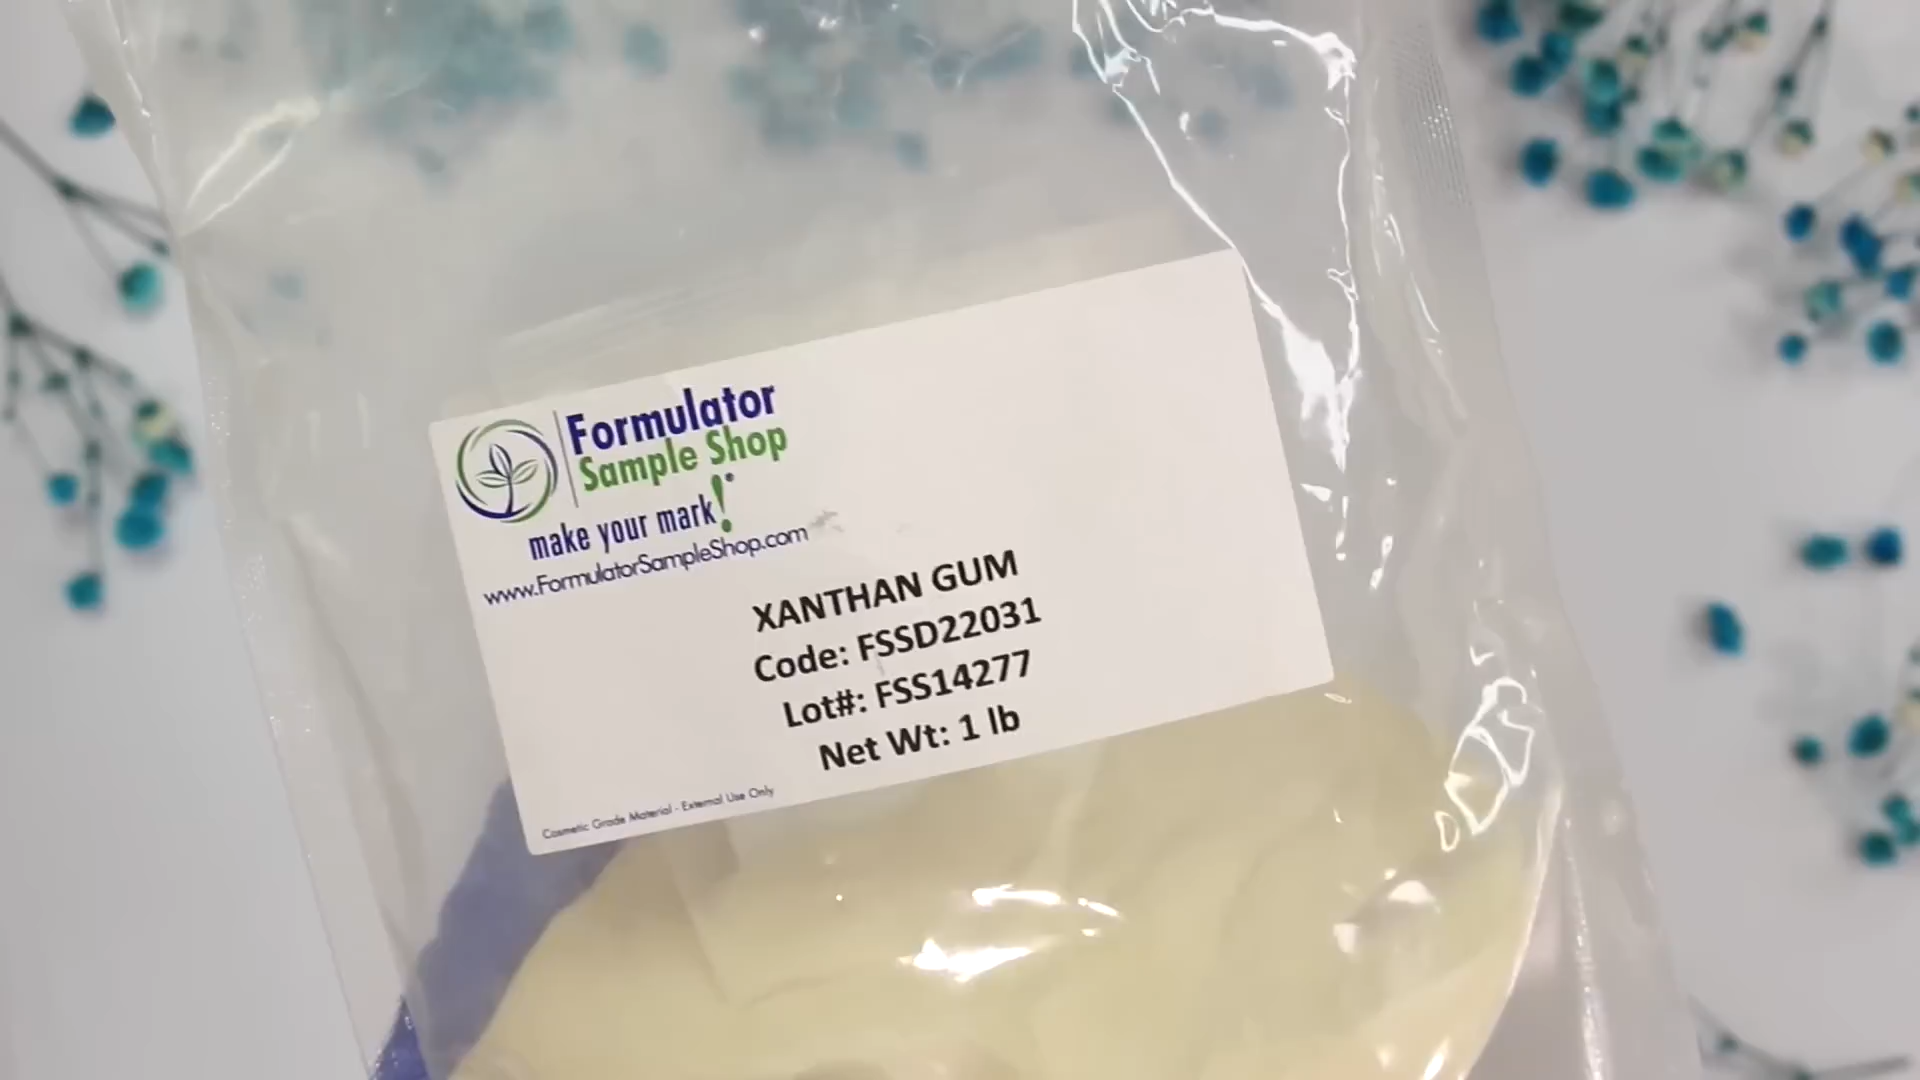 Formulator
Sample Shop
make your mark!®
www.FormulatorSampleShop.com
XANTHAN GUM
Code: FSSD22031
Lot#: FSS14277
Net Wt: 1 lb
Cosmetic Grade Material - External Use Only